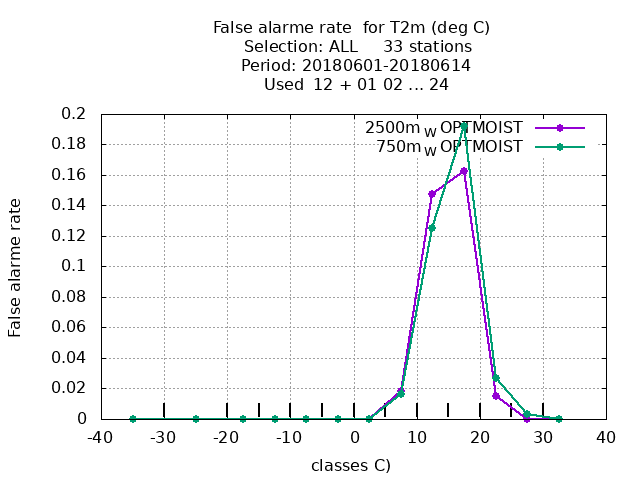 False alarme rate  for T2m (deg C)
Selection: ALL     33 stations
Period: 20180601-20180614
Used  12 + 01 02 ... 24
2500m_W OPTMOIST
750m_W OPTMOIST
False alarme rate
0.2
0.18
0.16
0.14
0.12
0.1
0.08
0.06
0.04
0.02
0
-40 -30 -20 -10 0 10 20 30 40
classes C)